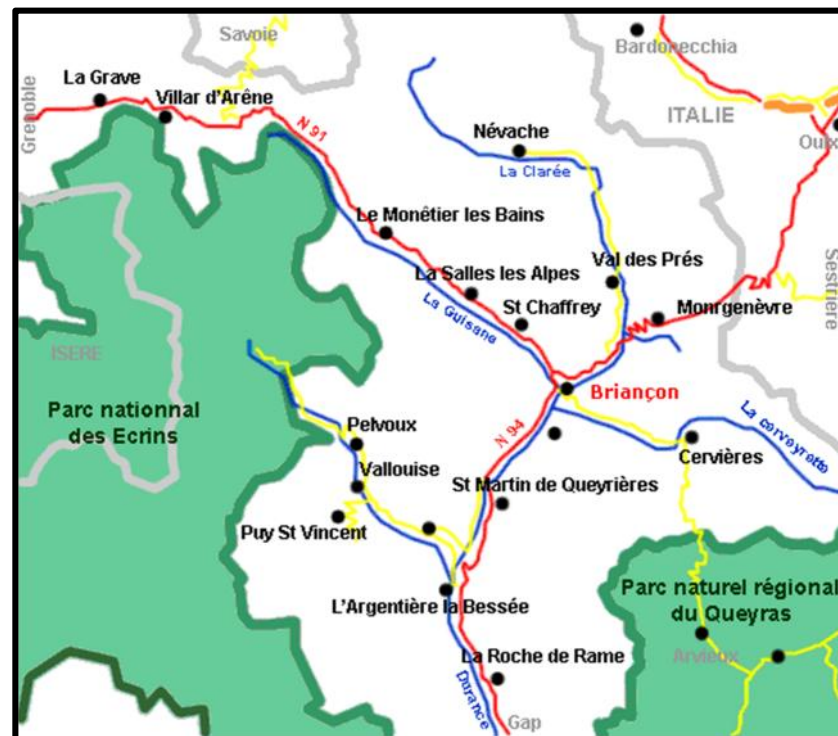 Savoie
Bardonecchia
La Grave
Villar d'Arêne
Grenoble
N 91
Névache
La Clarée
ITALIE
Oulx
Le Monêtier les Bains
Val des Prés
La Salles les Alpes
St Chaffrey
Monrgenèvre
Sestriere
La Guisane
ISERE
Briançon
Parc nationnal
des Ecrins
Pelvoux
N 94
La cerveyrette
Vallouise
Cervières
St Martin de Queyrières
Puy St Vincent
L'Argentière la Bessée
Parc naturel régional
du Queyras
La Roche de Rame
Arvieux
Durance
Gap